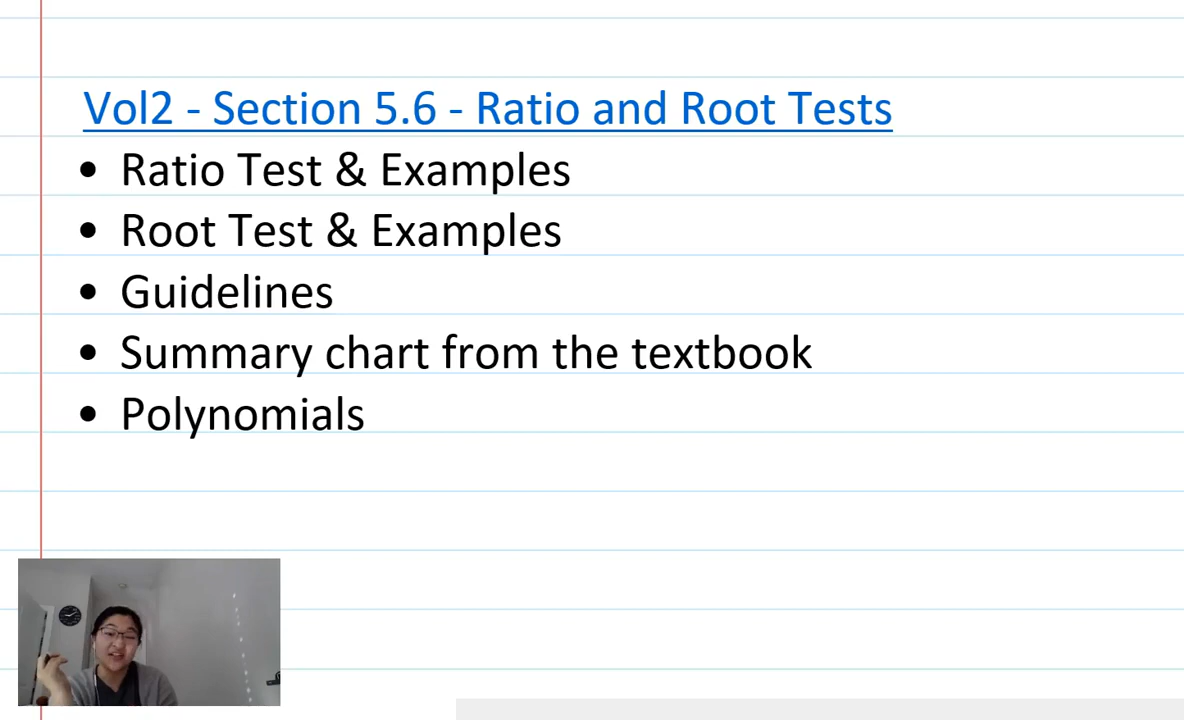 Vol2 - Section 5.6 - Ratio and Root Tests
• Ratio Test & Examples
• Root Test & Examples
• Guidelines
• Summary chart from the textbook
• Polynomials